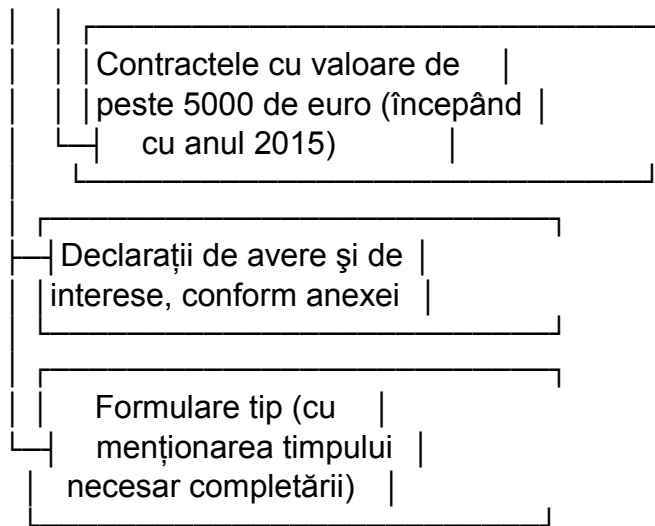 Contractele cu valoare de
peste 5000 de euro (începând
cu anul 2015)
Declarații de avere şi de
interese, conform anexei
Formulare tip (cu
menționarea timpului
necesar completării)